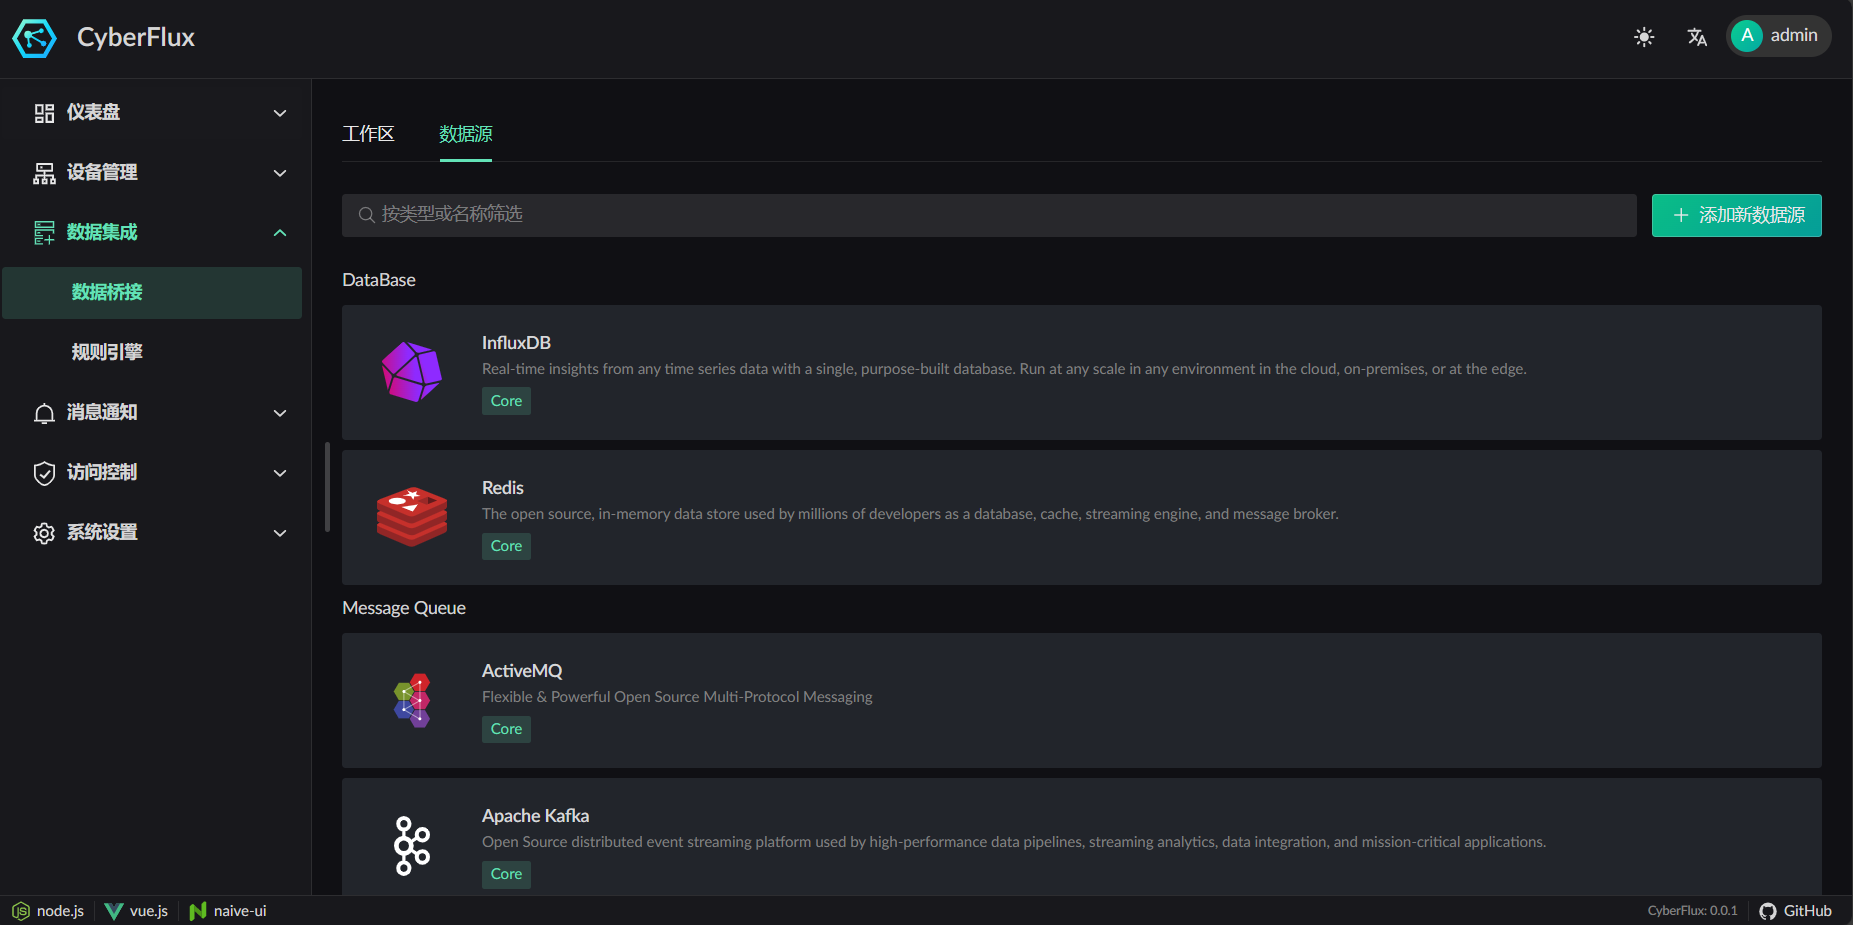 CyberFlux
A admin
仪表盘
设备管理
数据集成
数据桥接
规则引擎
消息通知
访问控制
系统设置
工作区 数据源
按类型或名称筛选
添加新数据源
DataBase
InfluxDB
Real-time insights from any time series data with a single, purpose-built database. Run at any scale in any environment in the cloud, on-premises, or at the edge.
Core
Redis
The open source, in-memory data store used by millions of developers as a database, cache, streaming engine, and message broker.
Core
Message Queue
ActiveMQ
Flexible & Powerful Open Source Multi-Protocol Messaging
Core
Apache Kafka
Open Source distributed event streaming platform used by high-performance data pipelines, streaming analytics, data integration, and mission-critical applications.
Core
node.js vue.js naive-ui CyberFlux: 0.0.1 GitHub